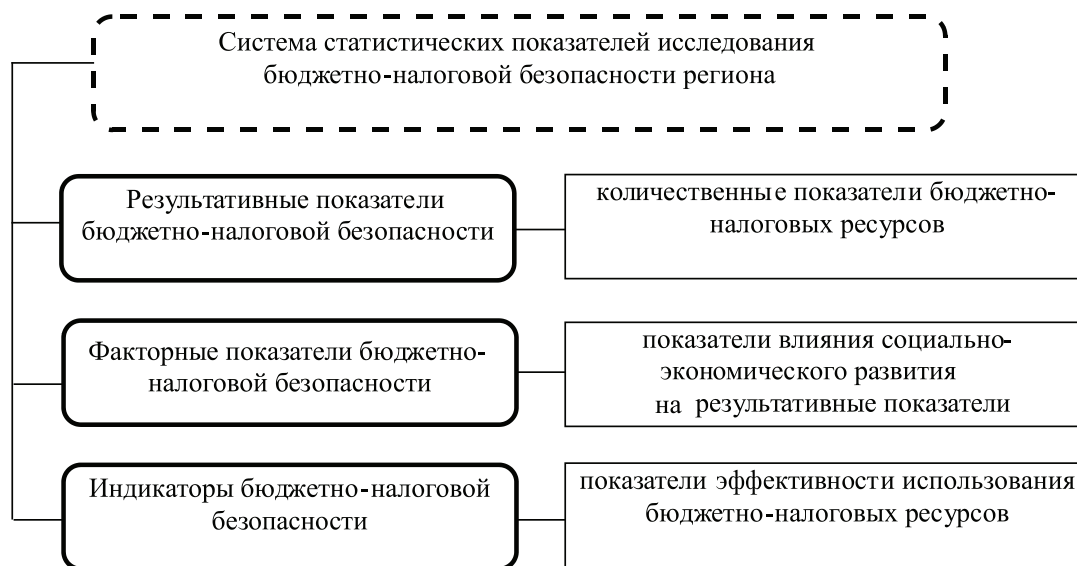 Система статистических показателей исследования
бюджетно-налоговой безопасности региона
Результативные показатели
бюджетно-налоговой безопасности
количественные показатели бюджетно-
налоговых ресурсов
Факторные показатели бюджетно-
налоговой безопасности
показатели влияния социально-
экономического развития
на результативные показатели
Индикаторы бюджетно-налоговой
безопасности
показатели эффективности использования
бюджетно-налоговых ресурсов